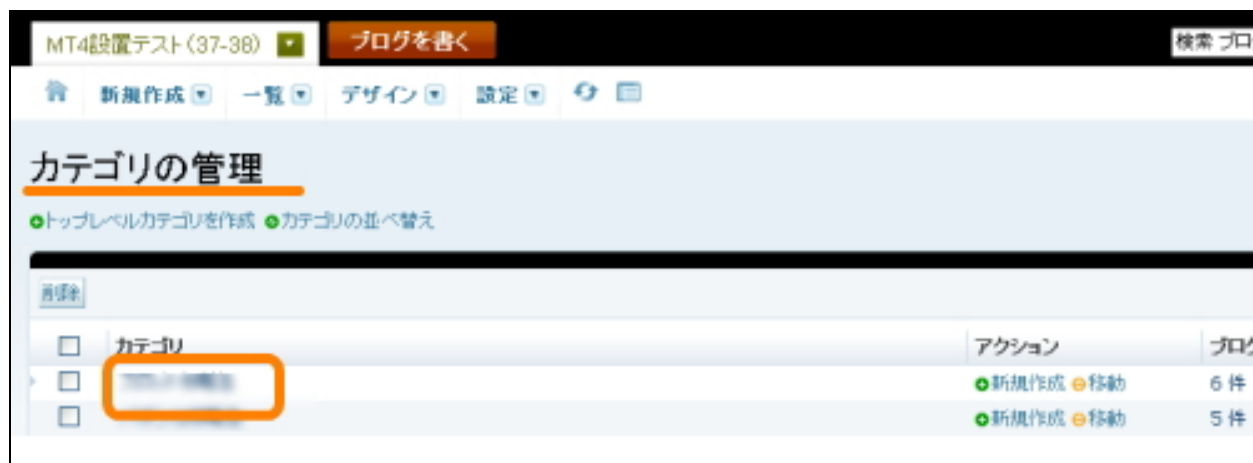 MT4設置テスト(37-38) ブログを書く 検索 ブロ
新規作成 一覧 デザイン 設定
カテゴリの管理
トップレベルカテゴリを作成 カテゴリの並べ替え
削除
カテゴリ アクション ブログ
新規作成 移動 6 件
新規作成 移動 5 件